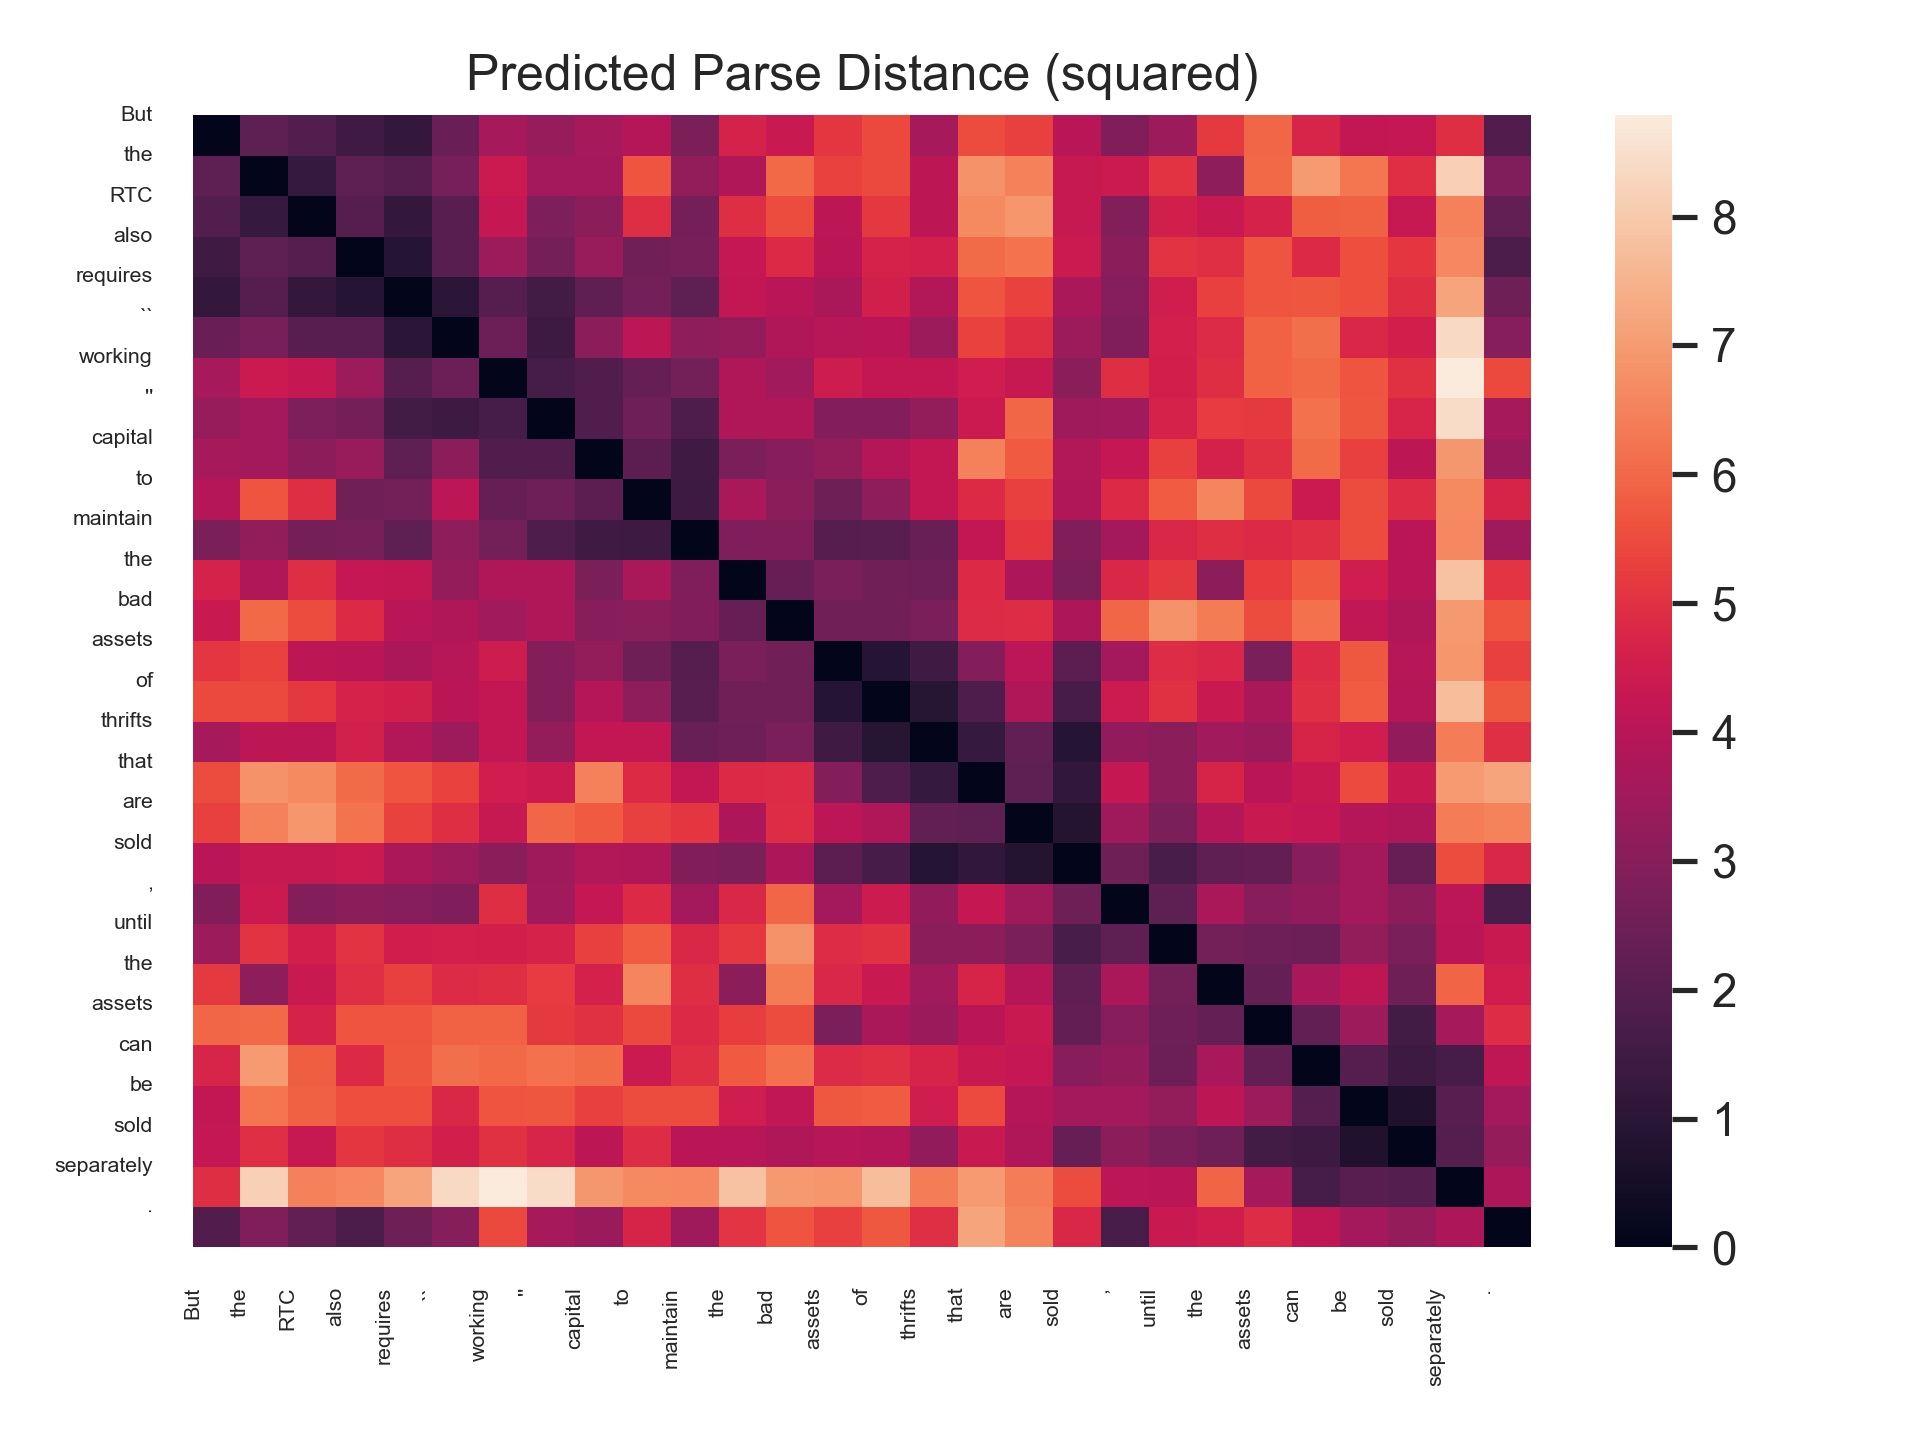 Predicted Parse Distance (squared)
But
the
RTC
also
requires
``
working
''
capital
to
maintain
the
bad
assets
of
thrifts
that
are
sold
,
until
the
assets
can
be
sold
separately
.
8
7
6
5
4
3
2
1
0
But
the
RTC
also
requires
``
working
''
capital
to
maintain
the
bad
assets
of
thrifts
that
are
sold
,
until
the
assets
can
be
sold
separately
.